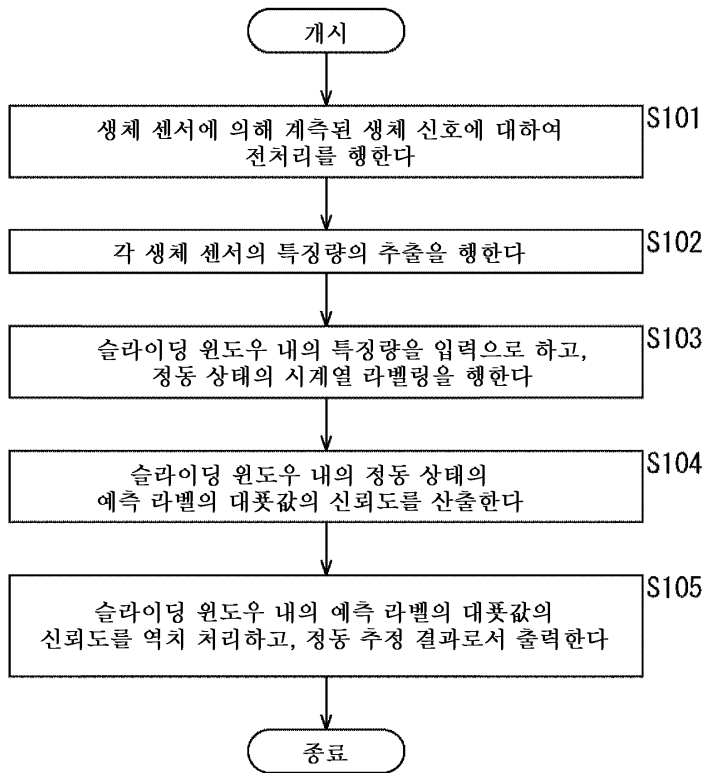 개시
S101
생체 센서에 의해 계측된 생체 신호에 대하여
전처리를 행한다
S102
각 생체 센서의 특징량의 추출을 행한다
S103
슬라이딩 윈도우 내의 특징량을 입력으로 하고,
정동 상태의 시계열 라벨링을 행한다
S104
슬라이딩 윈도우 내의 정동 상태의
예측 라벨의 대푯값의 신뢰도를 산출한다
S105
슬라이딩 윈도우 내의 예측 라벨의 대푯값의
신뢰도를 역치 처리하고, 정동 추정 결과로서 출력한다
종료